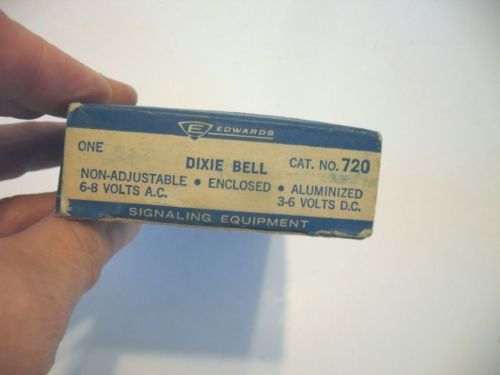 E EDWARDS
ONE
DIXIE BELL CAT. NO. 720
NON-ADJUSTABLE • ENCLOSED • ALUMINIZED
6-8 VOLTS A.C. 3-6 VOLTS D.C.
SIGNALING EQUIPMENT